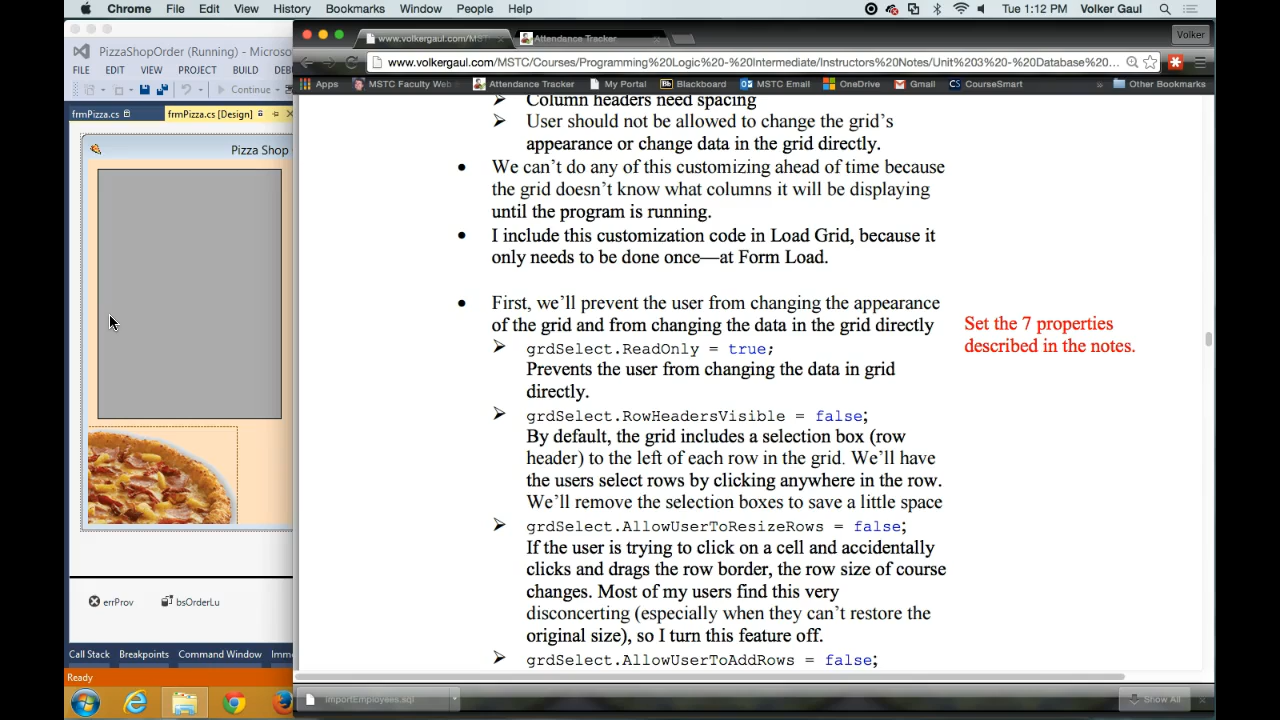 Chrome File Edit View History Bookmarks Window People Help Tue 1:12 PM Volker Gaul
PizzaShopOrder (Running) - Microso
FILE EDIT VIEW PROJECT BUILD DEBU
Continue
frmPizza.cs
frmPizza.cs [Design]
Pizza Shop
errProv bsOrderLu
Call Stack Breakpoints Command Window Imme
Ready
www.volkergaul.com/MST
Attendance Tracker
Volker
www.volkergaul.com/MSTC/Courses/Programming%20Logic%20-%20Intermediate/Instructors%20Notes/Unit%203%20-%20Database%20...
Apps MSTC Faculty Web Attendance Tracker My Portal Blackboard MSTC Email OneDrive Gmail CourseSmart » Other Bookmarks
Column headers need spacing
User should not be allowed to change the grid's
appearance or change data in the grid directly.
We can't do any of this customizing ahead of time because
the grid doesn't know what columns it will be displaying
until the program is running.
I include this customization code in Load Grid, because it
only needs to be done once—at Form Load.
First, we'll prevent the user from changing the appearance
of the grid and from changing the data in the grid directly
Set the 7 properties
described in the notes.
grdSelect.ReadOnly = true;
Prevents the user from changing the data in grid
directly.
grdSelect.RowHeadersVisible = false;
By default, the grid includes a selection box (row
header) to the left of each row in the grid. We'll have
the users select rows by clicking anywhere in the row.
We'll remove the selection boxes to save a little space
grdSelect.AllowUserToResizeRows = false;
If the user is trying to click on a cell and accidentally
clicks and drags the row border, the row size of course
changes. Most of my users find this very
disconcerting (especially when they can't restore the
original size), so I turn this feature off.
grdSelect.AllowUserToAddRows = false;
ImportEmployees.sql
Show All